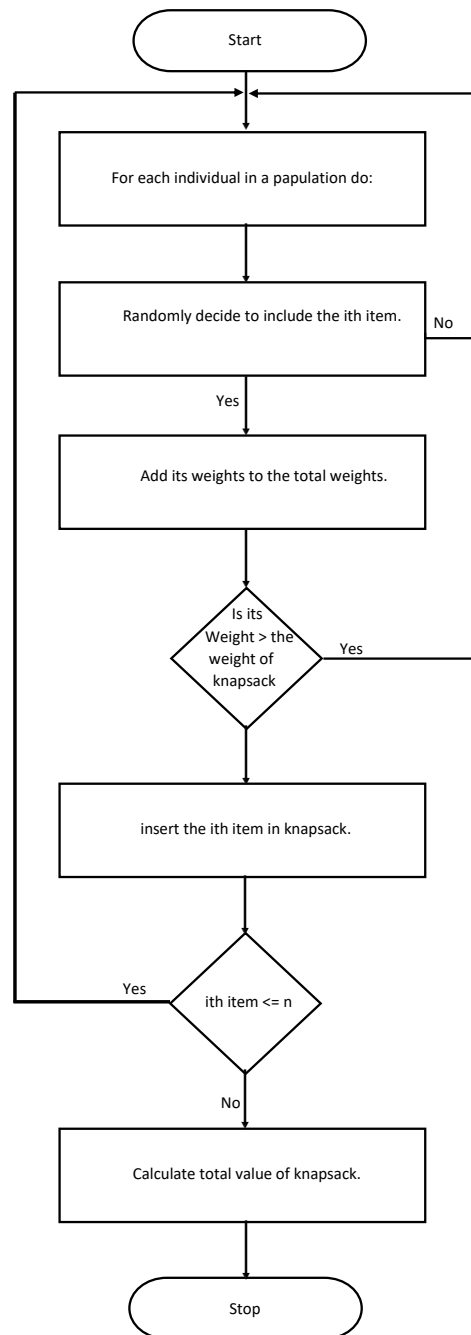 Start
For each individual in a papulation do:
Randomly decide to include the ith item.
No
Yes
Add its weights to the total weights.
Is its
Weight > the
weight of
knapsack
Yes
insert the ith item in knapsack.
Yes
ith item <= n
No
Calculate total value of knapsack.
Stop